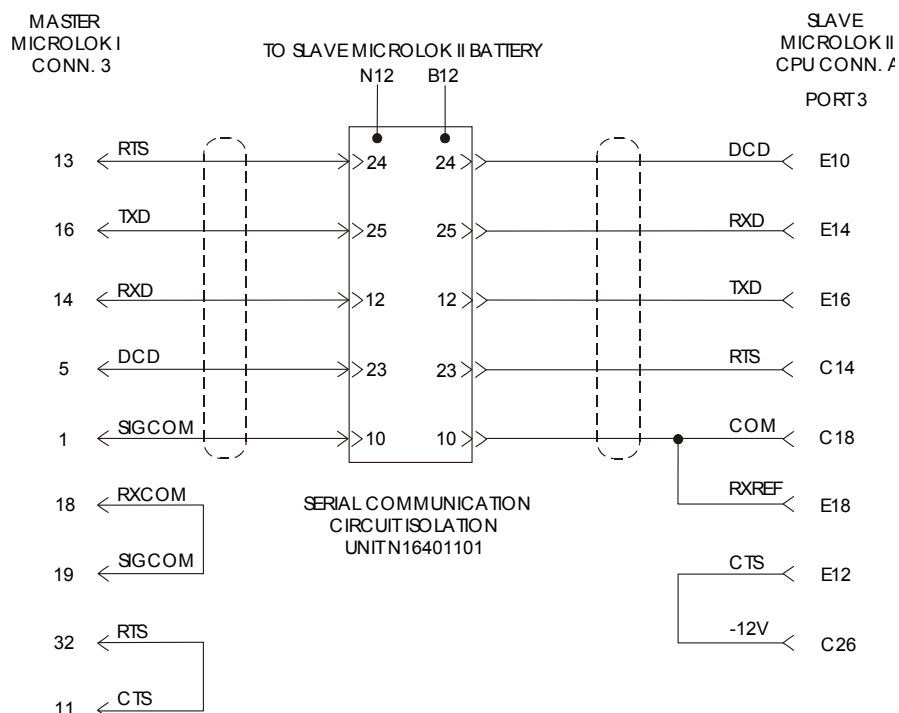 MASTER
MICROLOK I
CONN. 3
SLAVE
MICROLOK II
CPU CONN. A
PORT 3
TO SLAVE MICROLOK II BATTERY
N12 B12
13 RTS 24 24 DCD E10
16 TXD 25 25 RXD E14
14 RXD 12 12 TXD E16
5 DCD 23 23 RTS C14
1 SIGCOM 10 10 COM C18
18 RXCOM RXREF E18
SERIAL COMMUNICATION
CIRCUIT ISOLATION
UNIT N16401101
19 SIGCOM CTS E12
32 RTS -12V C26
11 CTS